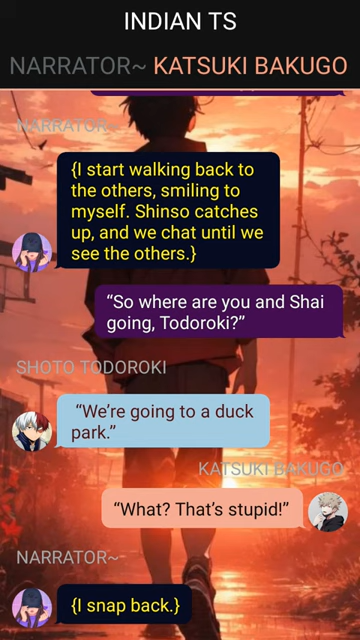 INDIAN TS
NARRATOR~ KATSUKI BAKUGO
NARRATOR~
{I start walking back to
the others, smiling to
myself. Shinso catches
up, and we chat until we
see the others.}
“So where are you and Shai
going, Todoroki?”
SHOTO TODOROKI
“We’re going to a duck
park.”
KATSUKI BAKUGO
“What? That’s stupid!”
NARRATOR~
{I snap back.}